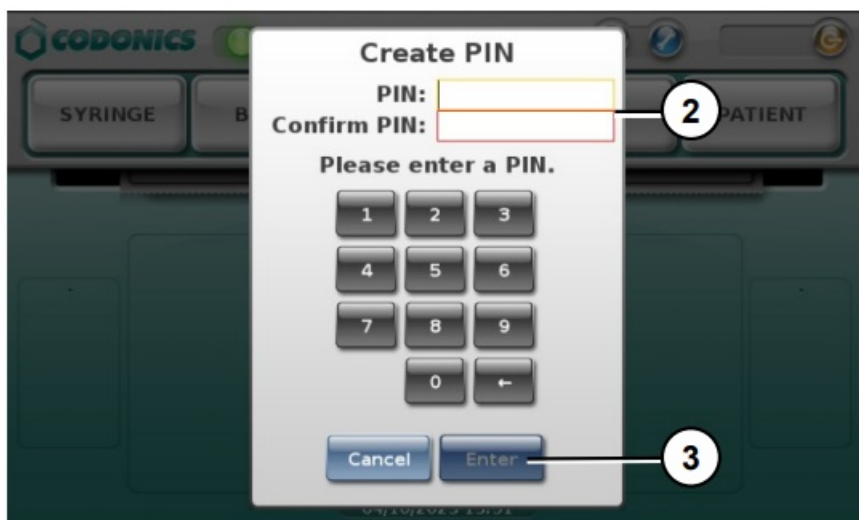 CODONICS
Create PIN
PIN:
2
SYRINGE
B
PATIENT
Confirm PIN:
Please enter a PIN.
1 2 3
4 5 6
7 8 9
0 ←
Cancel Enter
3